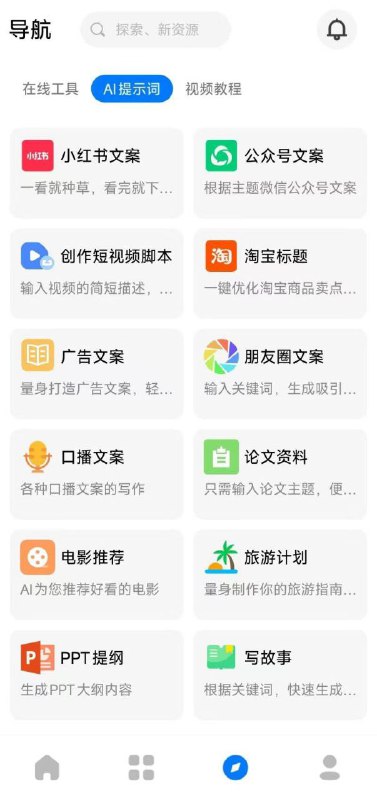 导航
探索、新资源
在线工具
AI提示词
视频教程
小红书
小红书文案
一看就种草，看完就下...
公众号文案
根据主题微信公众号文案
创作短视频脚本
输入视频的简短描述，...
淘
淘宝标题
一键优化淘宝商品卖点...
广告文案
量身打造广告文案，轻...
朋友圈文案
输入关键词，生成吸引...
口播文案
各种口播文案的写作
论文资料
只需输入论文主题，便...
电影推荐
AI为您推荐好看的电影
旅游计划
量身制作你的旅游指南...
P
PPT提纲
生成PPT大纲内容
写故事
根据关键词，快速生成...